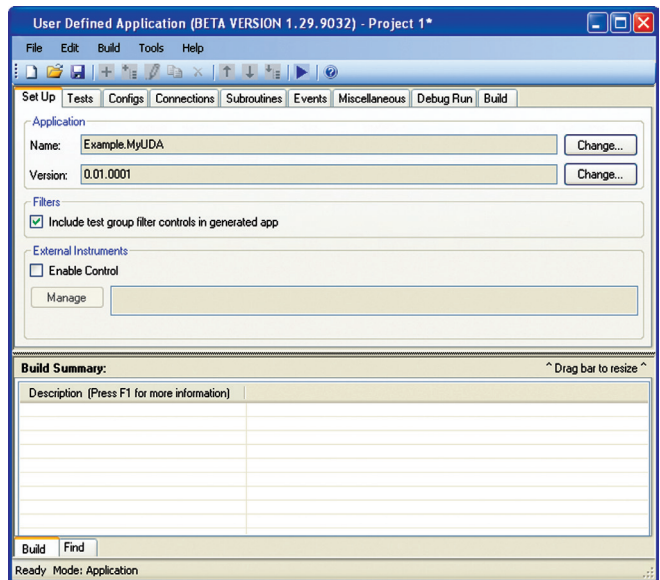 User Defined Application (BETA VERSION 1.29.9032) - Project 1*
File Edit Build Tools Help
Set Up Tests Configs Connections Subroutines Events Miscellaneous Debug Run Build
Application
Name: Example.MyUDA Change...
Version: 0.01.0001 Change...
Filters
Include test group filter controls in generated app
External Instruments
Enable Control
Manage
Build Summary: ^ Drag bar to resize ^
Description (Press F1 for more information)
Build Find
Ready Mode: Application